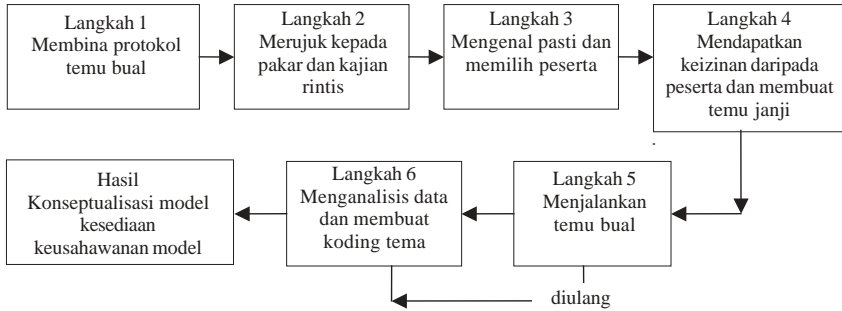 Langkah 1
Membina protokol
temu bual
Langkah 2
Merujuk kepada
pakar dan kajian
rintis
Langkah 3
Mengenal pasti dan
memilih peserta
Langkah 4
Mendapatkan
keizinan daripada
peserta dan membuat
temu janji
Hasil
Konseptualisasi model
kesediaan
keusahawanan model
Langkah 6
Menganalisis data
dan membuat
koding tema
Langkah 5
Menjalankan
temu bual
diulang